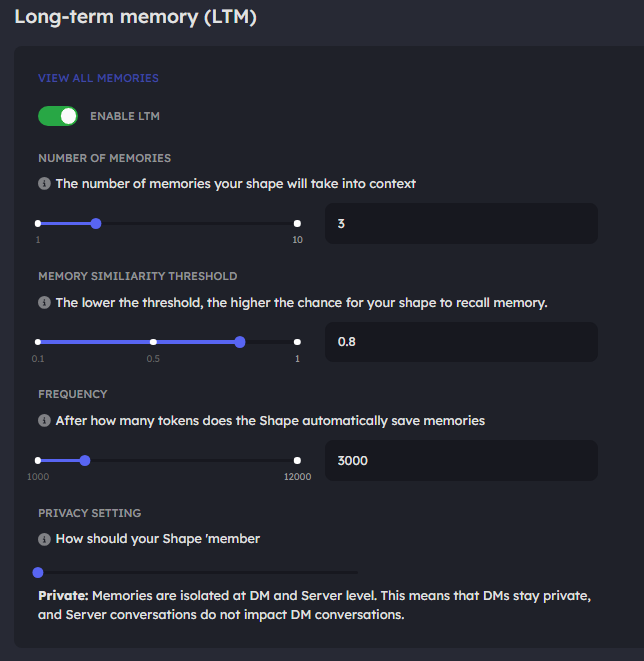 Long-term memory (LTM)
VIEW ALL MEMORIES
ENABLE LTM
NUMBER OF MEMORIES
The number of memories your shape will take into context
3
1 10
MEMORY SIMILIARITY THRESHOLD
The lower the threshold, the higher the chance for your shape to recall memory.
0.8
0.1 0.5 1
FREQUENCY
After how many tokens does the Shape automatically save memories
3000
1000 12000
PRIVACY SETTING
How should your Shape 'member
Private: Memories are isolated at DM and Server level. This means that DMs stay private,
and Server conversations do not impact DM conversations.